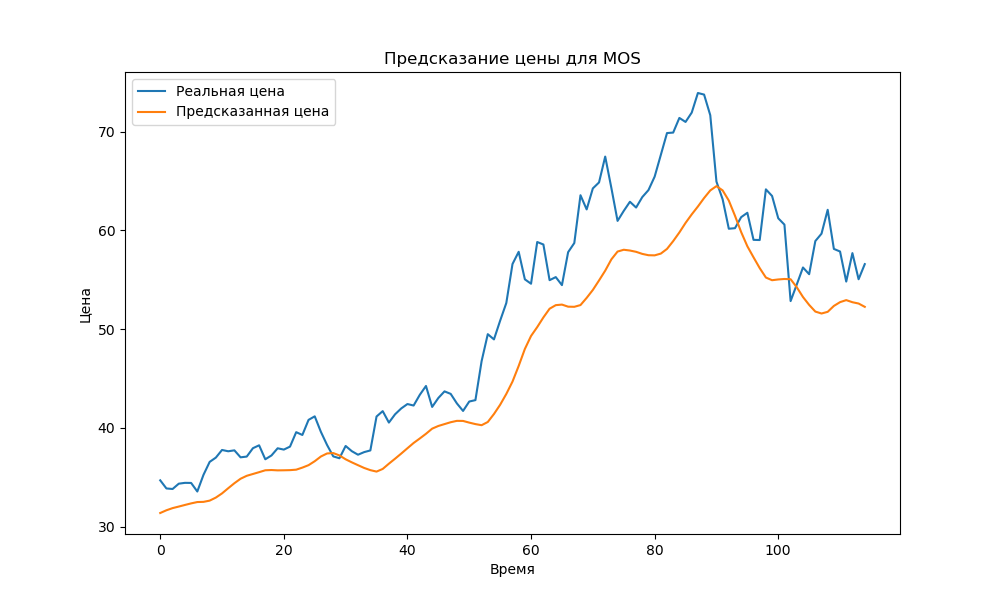 Предсказание цены для MOS
Реальная цена
Предсказанная цена
Цена
70
60
50
40
30
0 20 40 60 80 100
Время